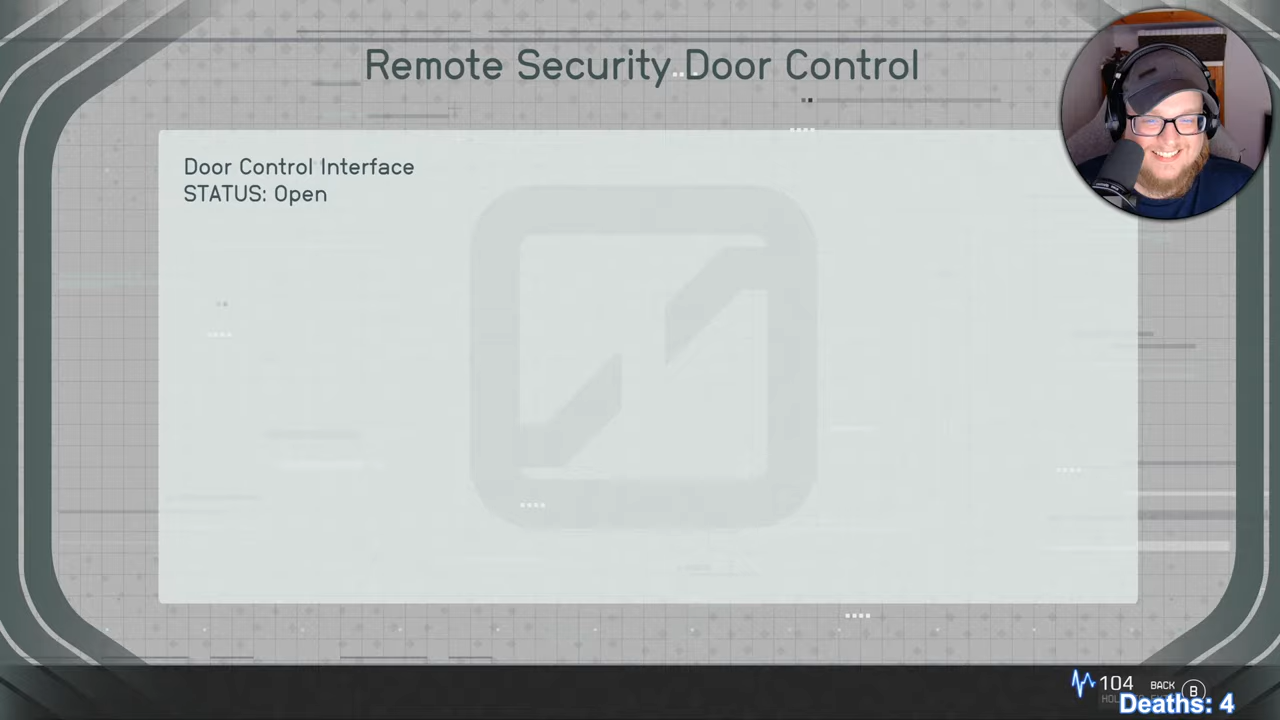 Remote Security Door Control
Door Control Interface
STATUS: Open
104
BACK B
Deaths: 4